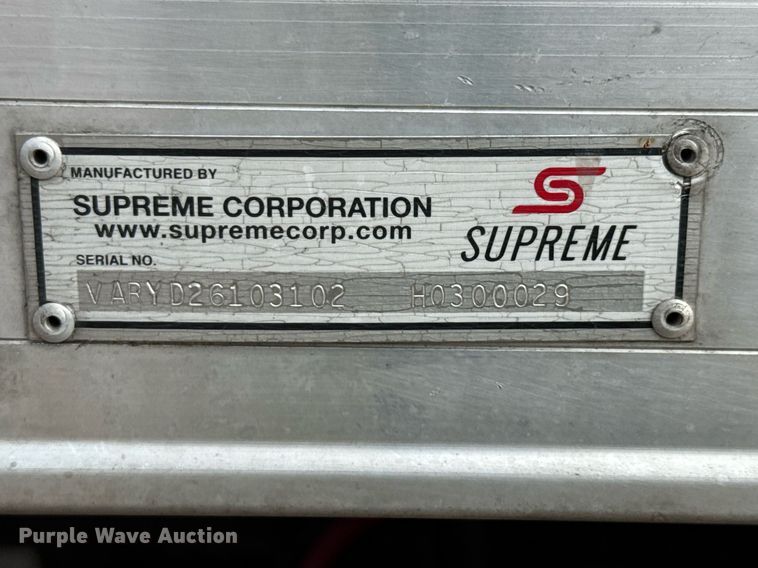 MANUFACTURED BY
SUPREME CORPORATION
www.supremecorp.com
SUPREME
SERIAL NO.
VARYD26103102 H0300029
Purple Wave Auction